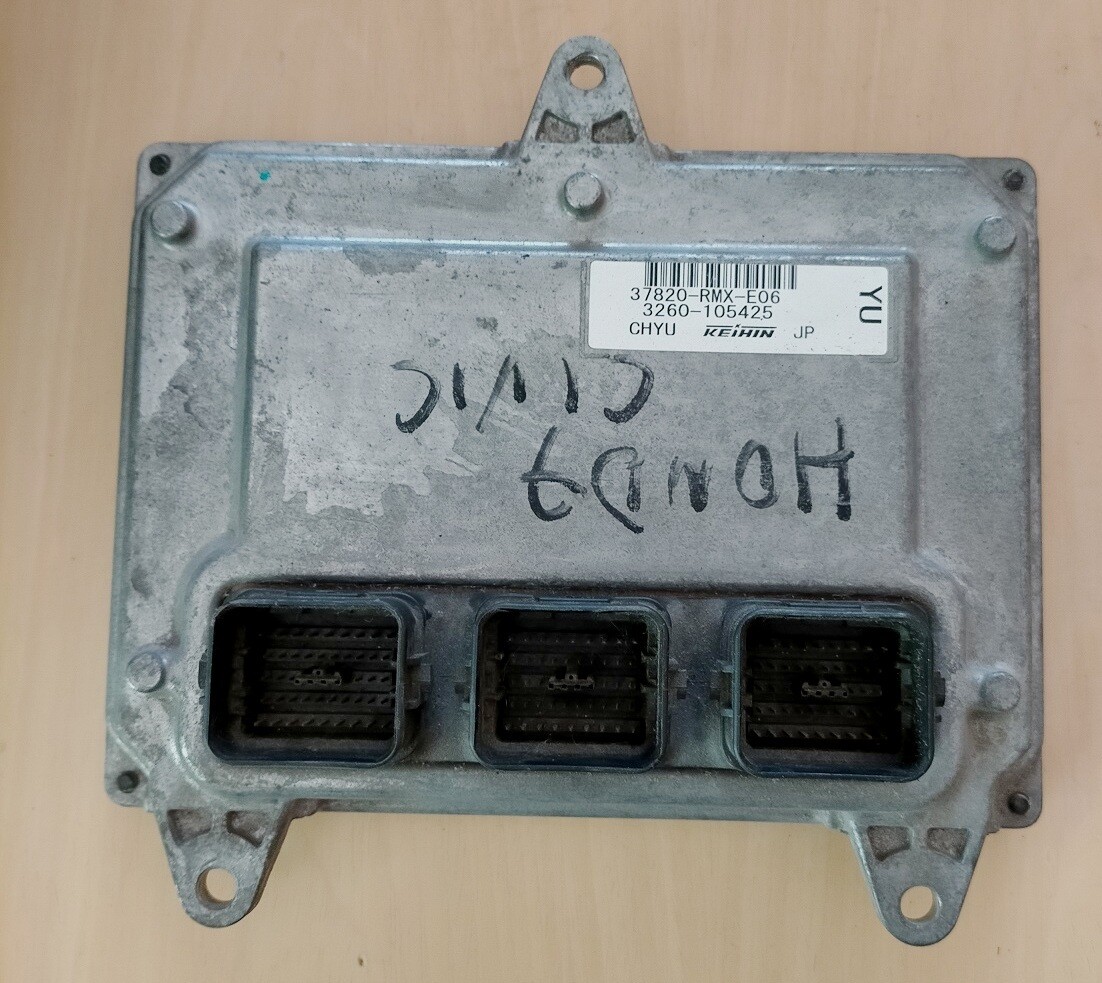 37820-RMX-E06
3260-105425
CHYU KEIHIN JP
YU
HONDA
CIVIC